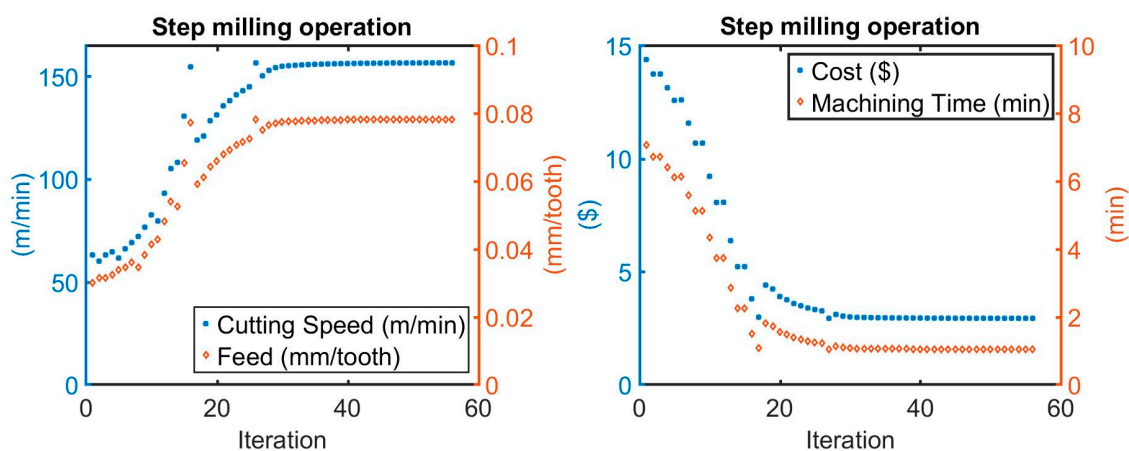 Step milling operation
150
100
50
0
(m/min)
0.1
0.08
0.06
0.04
0.02
0
(mm/tooth)
Cutting Speed (m/min)
Feed (mm/tooth)
0
20
40
60
Iteration
Step milling operation
15
10
5
0
($)
10
8
6
4
2
0
(min)
Cost ($)
Machining Time (min)
0
20
40
60
Iteration